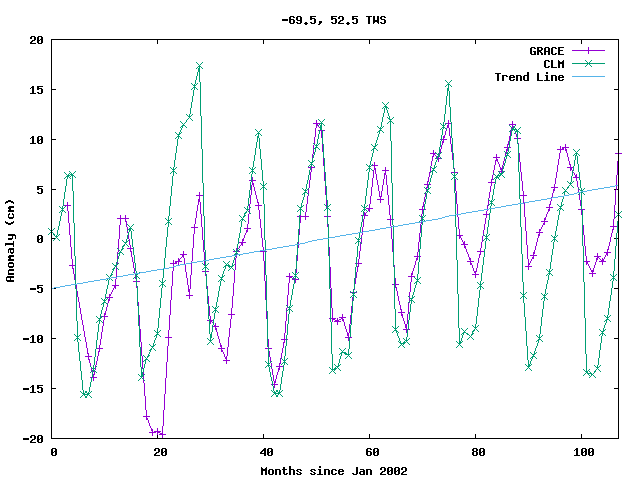 -69.5, 52.5 TWS
GRACE
CLM
Trend Line
20
15
10
5
0
-5
-10
-15
-20
Anomaly (cm)
0 20 40 60 80 100
Months since Jan 2002